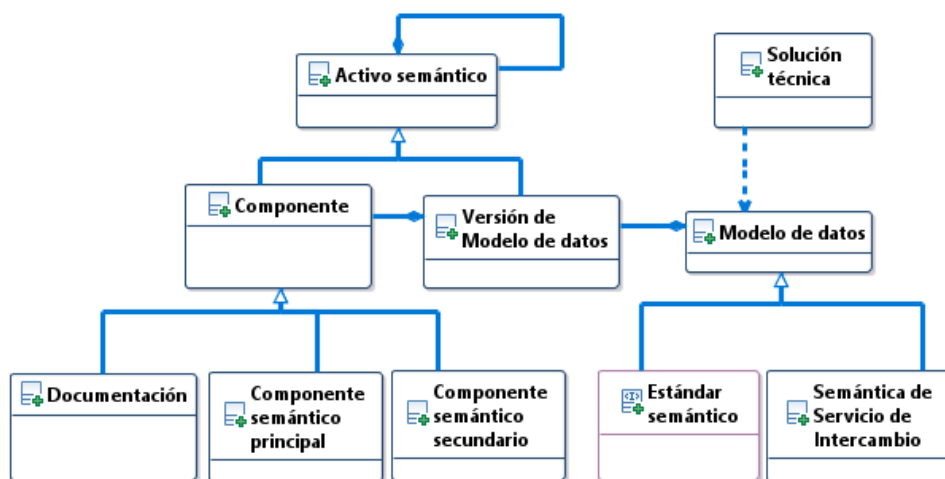 Activo semántico
Solución
técnica
Componente
Versión de
Modelo de datos
Modelo de datos
Documentación
Componente
semántico
principal
Componente
semántico
secundario
Estándar
semántico
Semántica de
Servicio de
Intercambio